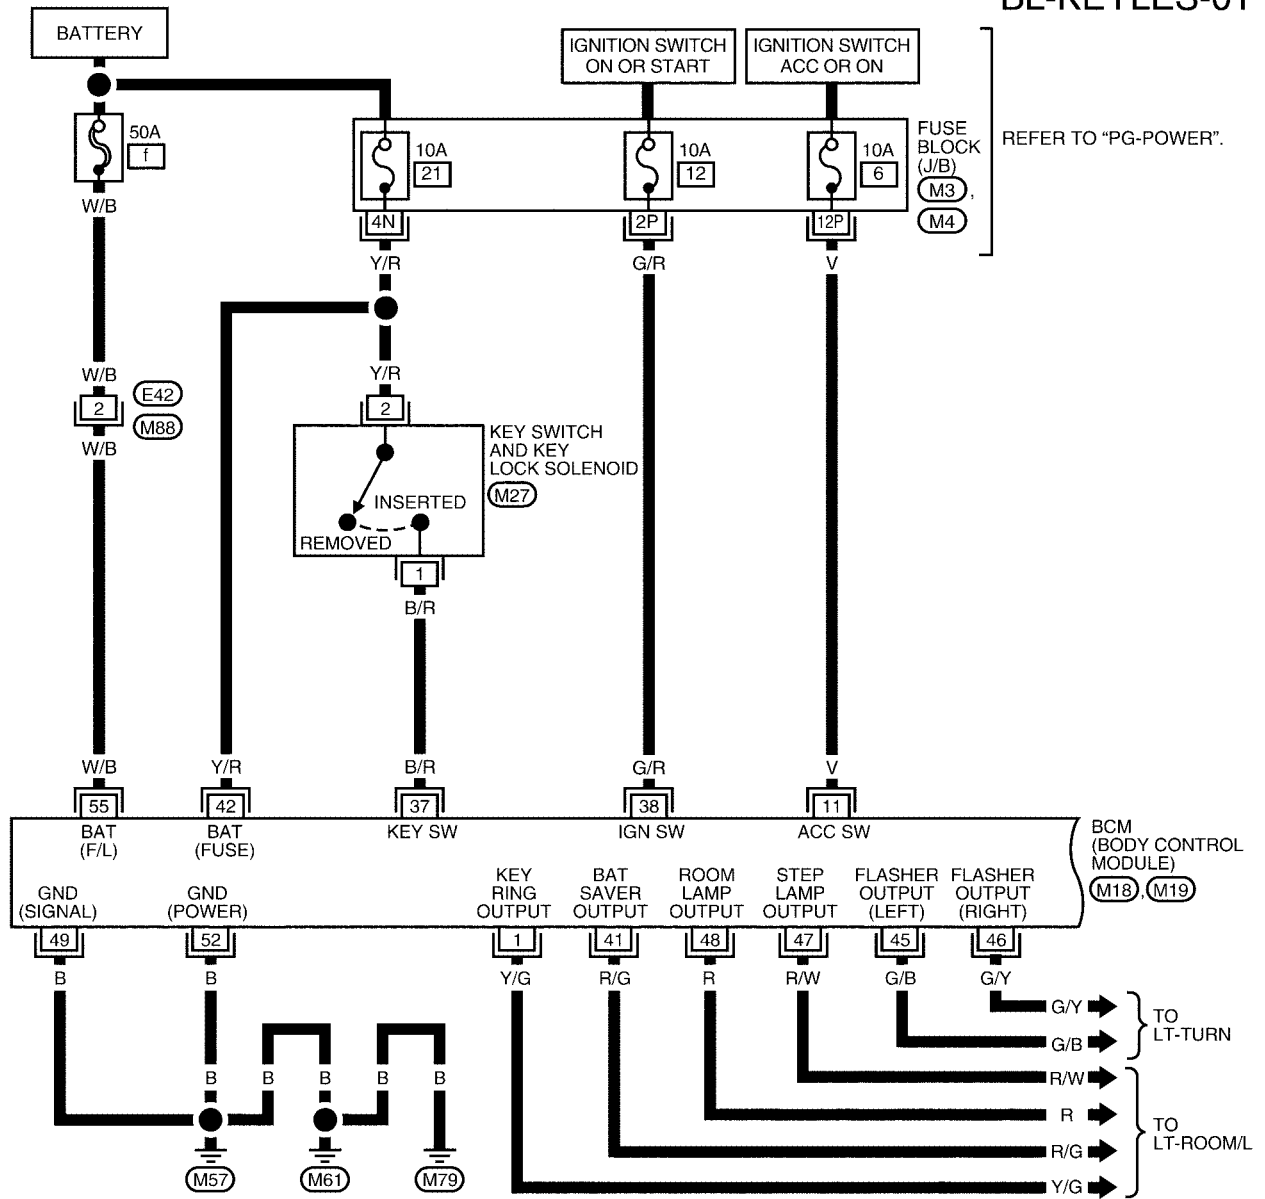 BL-KEYLES-01
BATTERY
IGNITION SWITCH
ON OR START
IGNITION SWITCH
ACC OR ON
50A
f
10A
21
10A
12
10A
6
FUSE
BLOCK
(J/B)
M3 ,
M4
REFER TO “PG-POWER”.
W/B
4N
2P
12P
Y/R
G/R
V
W/B
2
E42
M88
W/B
Y/R
2
KEY SWITCH
AND KEY
LOCK SOLENOID
M27
INSERTED
REMOVED
1
B/R
W/B
Y/R
B/R
G/R
V
55
42
37
38
11
BAT
(F/L)
BAT
(FUSE)
KEY SW
IGN SW
ACC SW
BCM
(BODY CONTROL
MODULE)
M18 , M19
GND
(SIGNAL)
GND
(POWER)
KEY
RING
OUTPUT
BAT
SAVER
OUTPUT
ROOM
LAMP
OUTPUT
STEP
LAMP
OUTPUT
FLASHER
OUTPUT
(LEFT)
FLASHER
OUTPUT
(RIGHT)
49
52
1
41
48
47
45
46
B
B
Y/G
R/G
R
R/W
G/B
G/Y
G/Y
G/B
TO
LT-TURN
B
B
B
B
B
R/W
R
R/G
Y/G
TO
LT-ROOM/L
M57
M61
M79